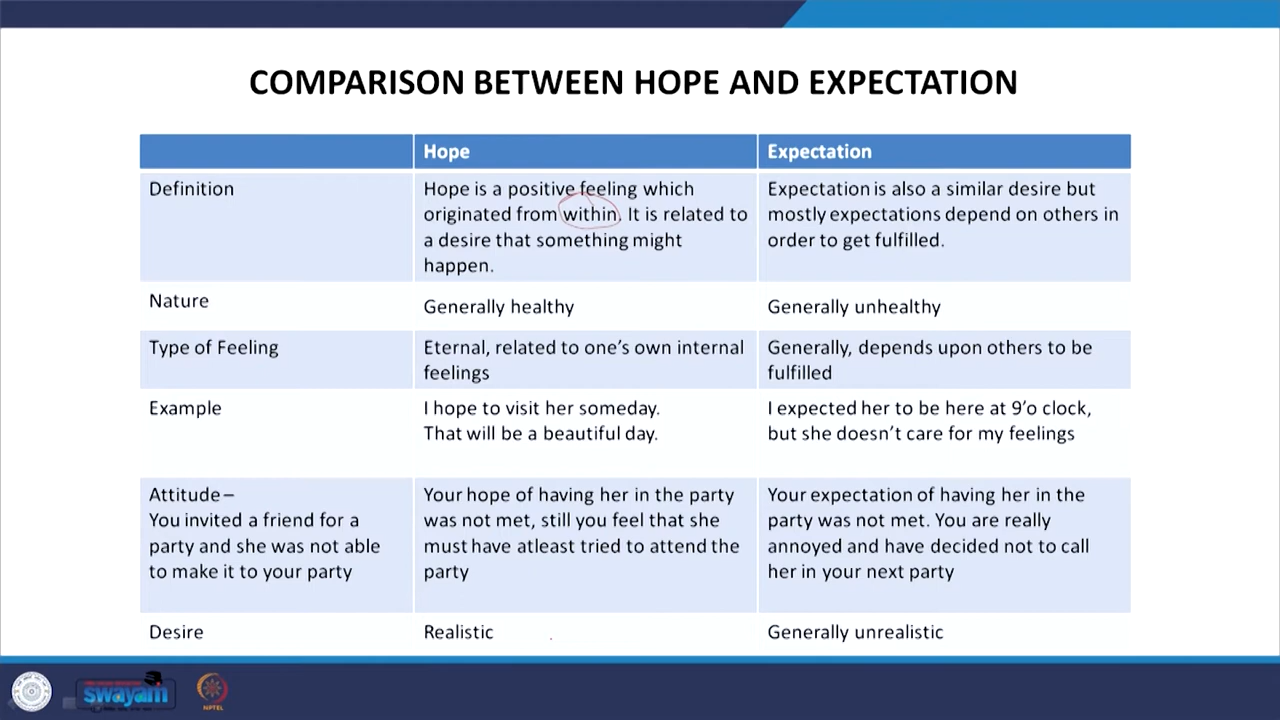 COMPARISON BETWEEN HOPE AND EXPECTATION
Hope
Expectation
Definition
Hope is a positive feeling which
originated from within. It is related to
a desire that something might
happen.
Expectation is also a similar desire but
mostly expectations depend on others in
order to get fulfilled.
Nature
Generally healthy
Generally unhealthy
Type of Feeling
Eternal, related to one's own internal
feelings
Generally, depends upon others to be
fulfilled
Example
I hope to visit her someday.
That will be a beautiful day.
I expected her to be here at 9'o clock,
but she doesn't care for my feelings
Attitude –
You invited a friend for a
party and she was not able
to make it to your party
Your hope of having her in the party
was not met, still you feel that she
must have atleast tried to attend the
party
Your expectation of having her in the
party was not met. You are really
annoyed and have decided not to call
her in your next party
Desire
Realistic
Generally unrealistic
swayam
NPTEL